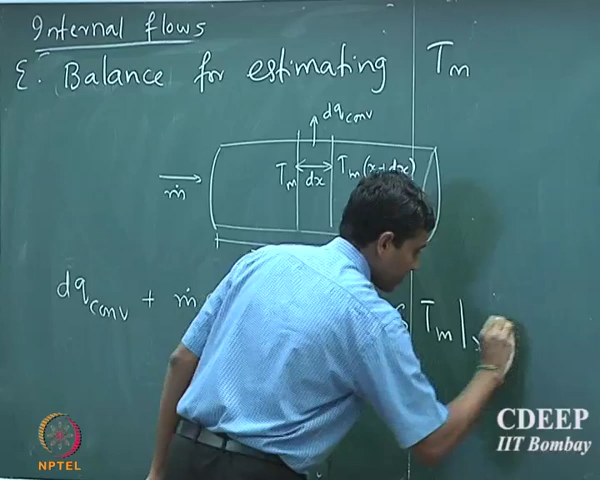 Internal flows
E. Balance for estimating Tm
dqconv
ṁ Tm dx Tm(x+dx)
dqconv + ṁ Tm|x
CDEEP
IIT Bombay
NPTEL